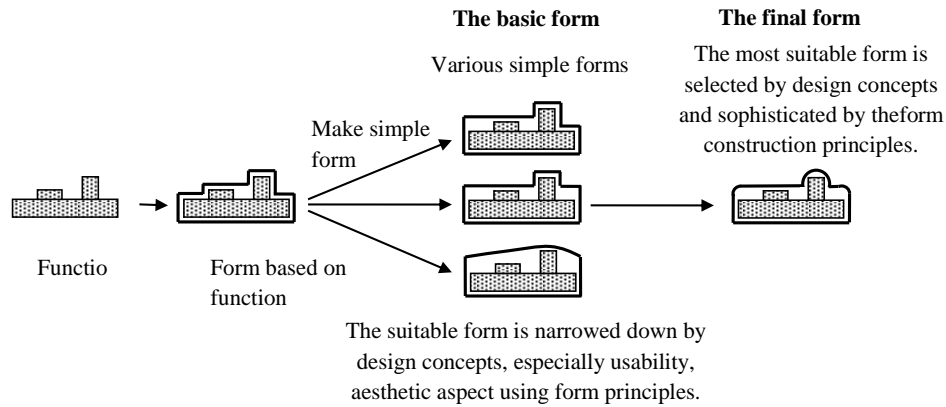 The basic form
The final form
Various simple forms
The most suitable form is
selected by design concepts
and sophisticated by theform
construction principles.
Make simple
form
Functio
Form based on
function
The suitable form is narrowed down by
design concepts, especially usability,
aesthetic aspect using form principles.